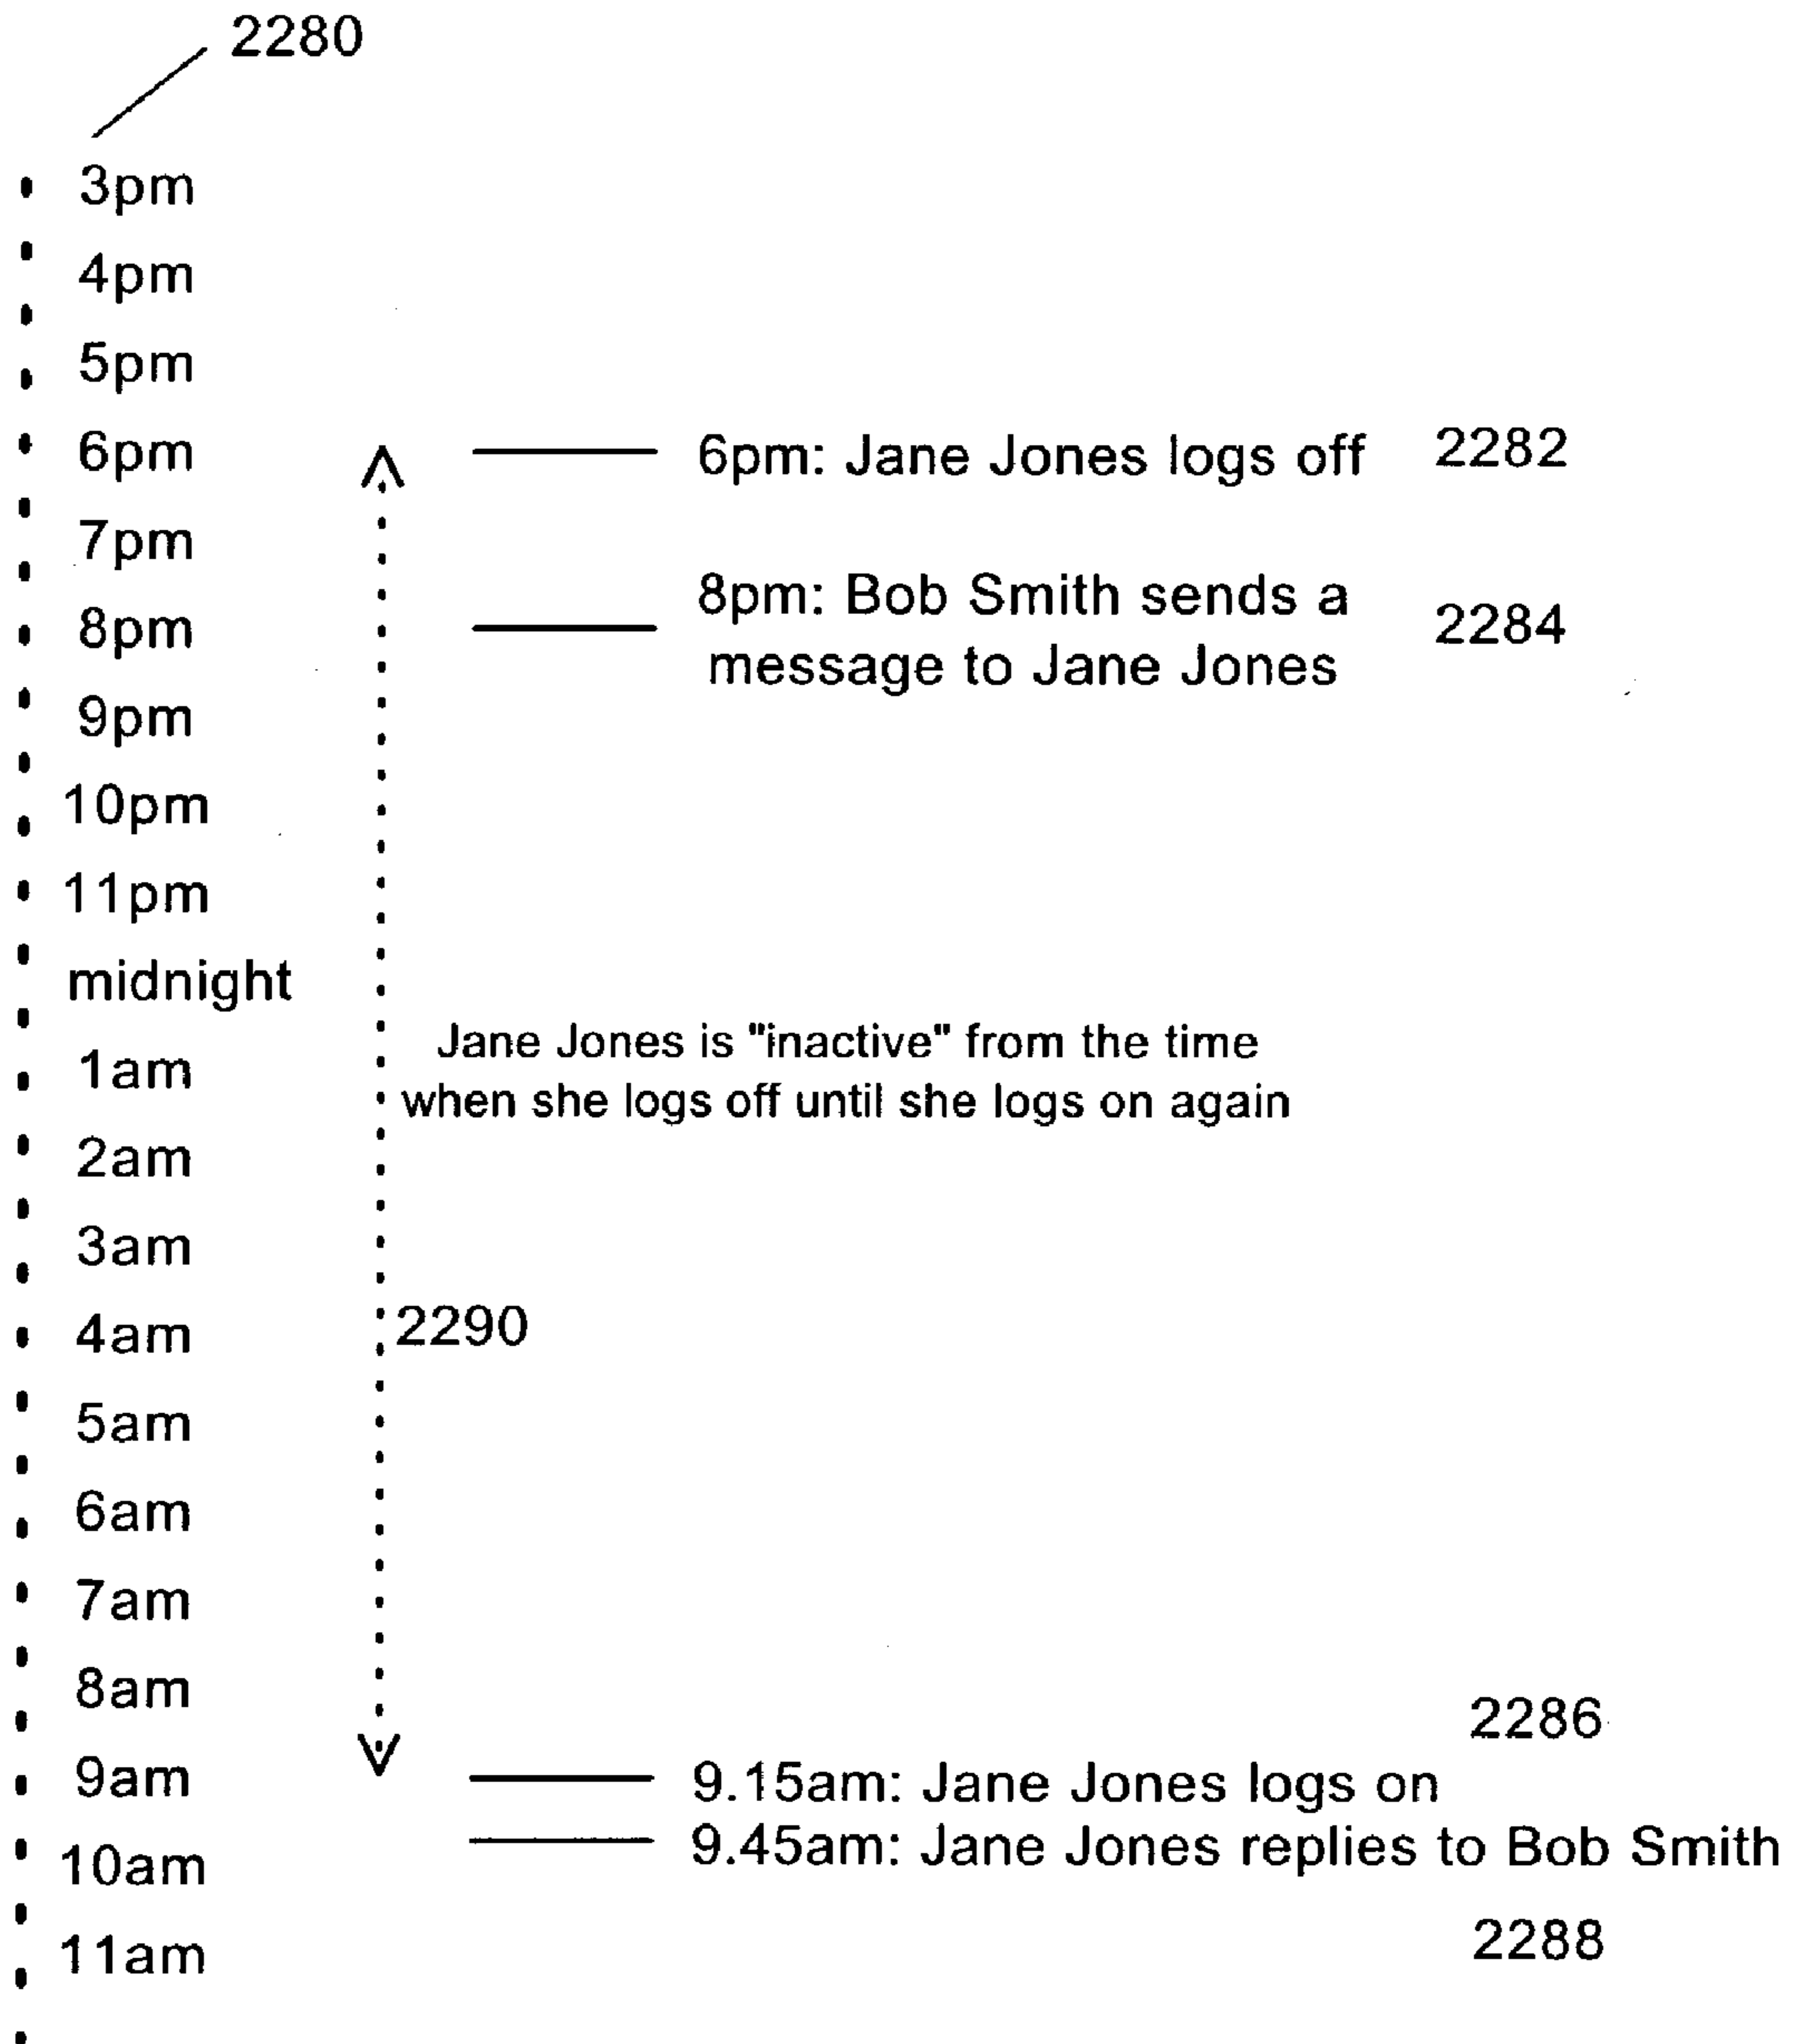 2280
3pm
4pm
5pm
6pm
6pm: Jane Jones logs off 2282
7pm
8pm: Bob Smith sends a
message to Jane Jones
2284
8pm
9pm
10pm
11pm
midnight
Jane Jones is "inactive" from the time
when she logs off until she logs on again
1am
2am
3am
4am
2290
5am
6am
7am
8am
2286
9am
9.15am: Jane Jones logs on
9.45am: Jane Jones replies to Bob Smith
10am
11am
2288